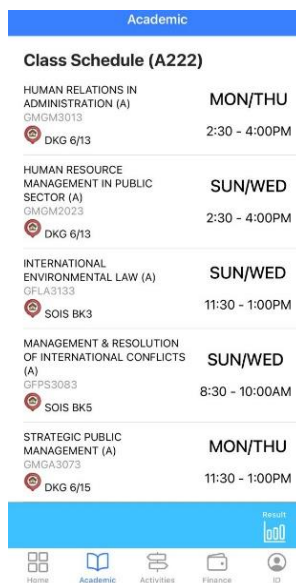 Academic
Class Schedule (A222)
HUMAN RELATIONS IN
ADMINISTRATION (A)
GMGM3013
DKG 6/13
MON/THU
2:30 - 4:00PM
HUMAN RESOURCE
MANAGEMENT IN PUBLIC
SECTOR (A)
GMGM2023
DKG 6/13
SUN/WED
2:30 - 4:00PM
INTERNATIONAL
ENVIRONMENTAL LAW (A)
GFLA3133
SOIS BK3
SUN/WED
11:30 - 1:00PM
MANAGEMENT & RESOLUTION
OF INTERNATIONAL CONFLICTS
(A)
GFPS3083
SOIS BK5
SUN/WED
8:30 - 10:00AM
STRATEGIC PUBLIC
MANAGEMENT (A)
GMGA3073
DKG 6/15
MON/THU
11:30 - 1:00PM
Result
Home Academic Activities Finance ID